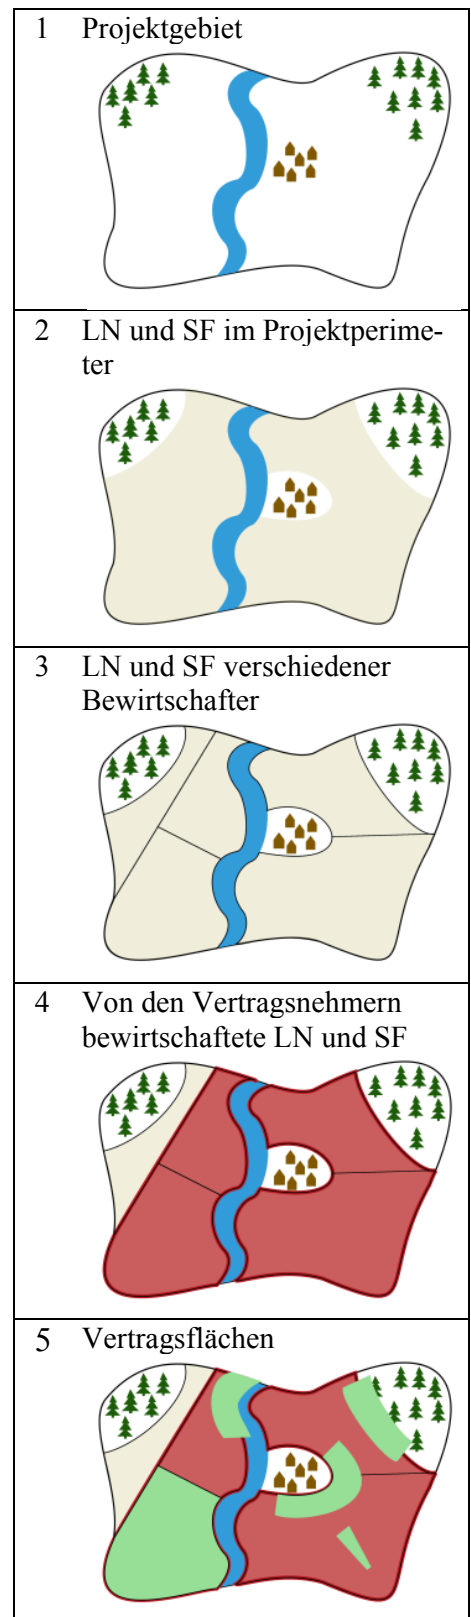 1 Projektgebiet
2 LN und SF im Projektperime-
ter
3 LN und SF verschiedener
Bewirtschafter
4 Von den Vertragsnehmern
bewirtschaftete LN und SF
5 Vertragsflächen